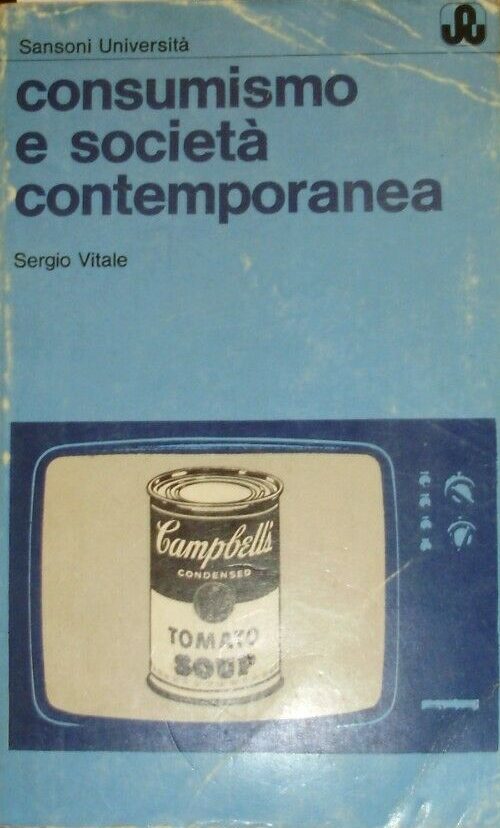 Sansoni Università
consumismo
e società
contemporanea
Sergio Vitale
Campbell's
CONDENSED
TOMATO
SOUP